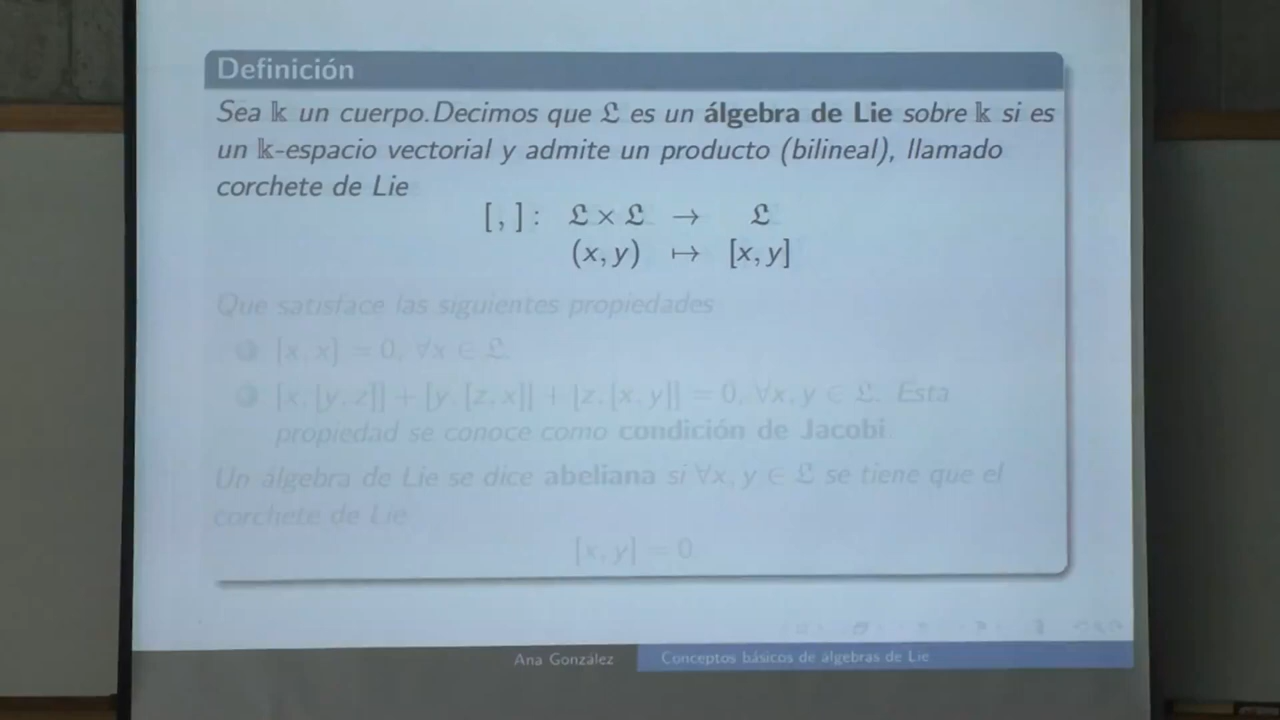 Definición
Sea 𝕜 un cuerpo.Decimos que 𝔏 es un álgebra de Lie sobre 𝕜 si es
un 𝕜-espacio vectorial y admite un producto (bilineal), llamado
corchete de Lie
[ , ] : 𝔏 × 𝔏 → 𝔏
(x, y) ↦ [x, y]
Que satisface las siguientes propiedades
1 [x, x] = 0, ∀x ∈ 𝔏
2 [x, [y, z]] + [y, [z, x]] + [z, [x, y]] = 0, ∀x, y ∈ 𝔏. Esta
propiedad se conoce como condición de Jacobi.
Un álgebra de Lie se dice abeliana si ∀x, y ∈ 𝔏 se tiene que el
corchete de Lie
[x, y] = 0
Ana González Conceptos básicos de álgebras de Lie